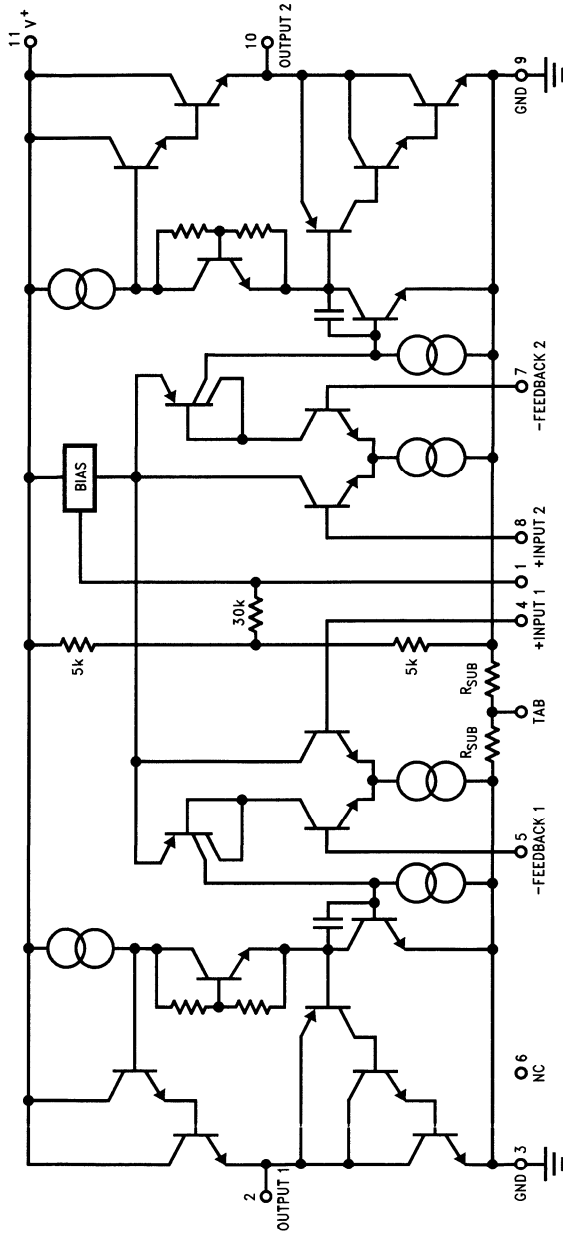 11 V+
10 OUTPUT 2
9 GND
BIAS
7 -FEEDBACK 2
8 +INPUT 2
1
4 +INPUT 1
30k
5k
5k
RSUB
RSUB
TAB
5 -FEEDBACK 1
6 NC
2 OUTPUT 1
3 GND